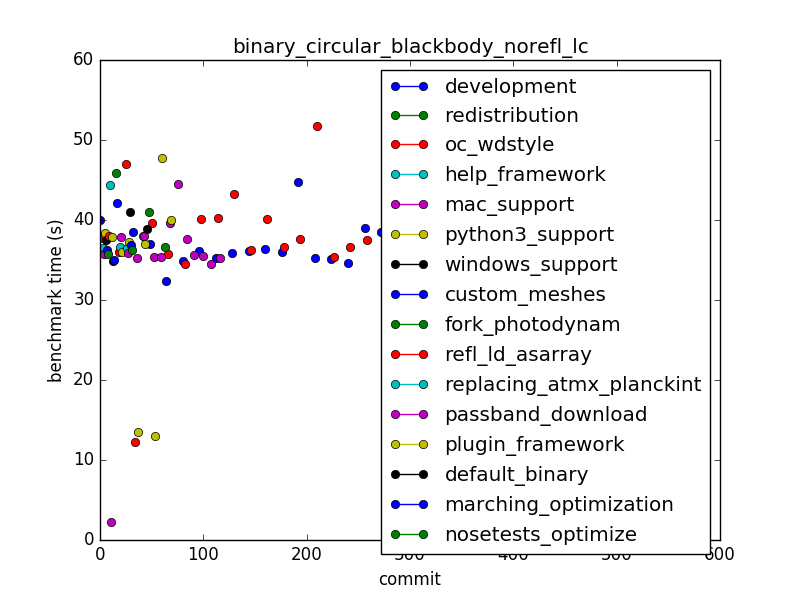 binary_circular_blackbody_norefl_lc
60
50
40
30
20
10
0
benchmark time (s)
development
redistribution
oc_wdstyle
help_framework
mac_support
python3_support
windows_support
custom_meshes
fork_photodynam
refl_ld_asarray
replacing_atmx_planckint
passband_download
plugin_framework
default_binary
marching_optimization
nosetests_optimize
0 100 200 300 400 500 600
commit